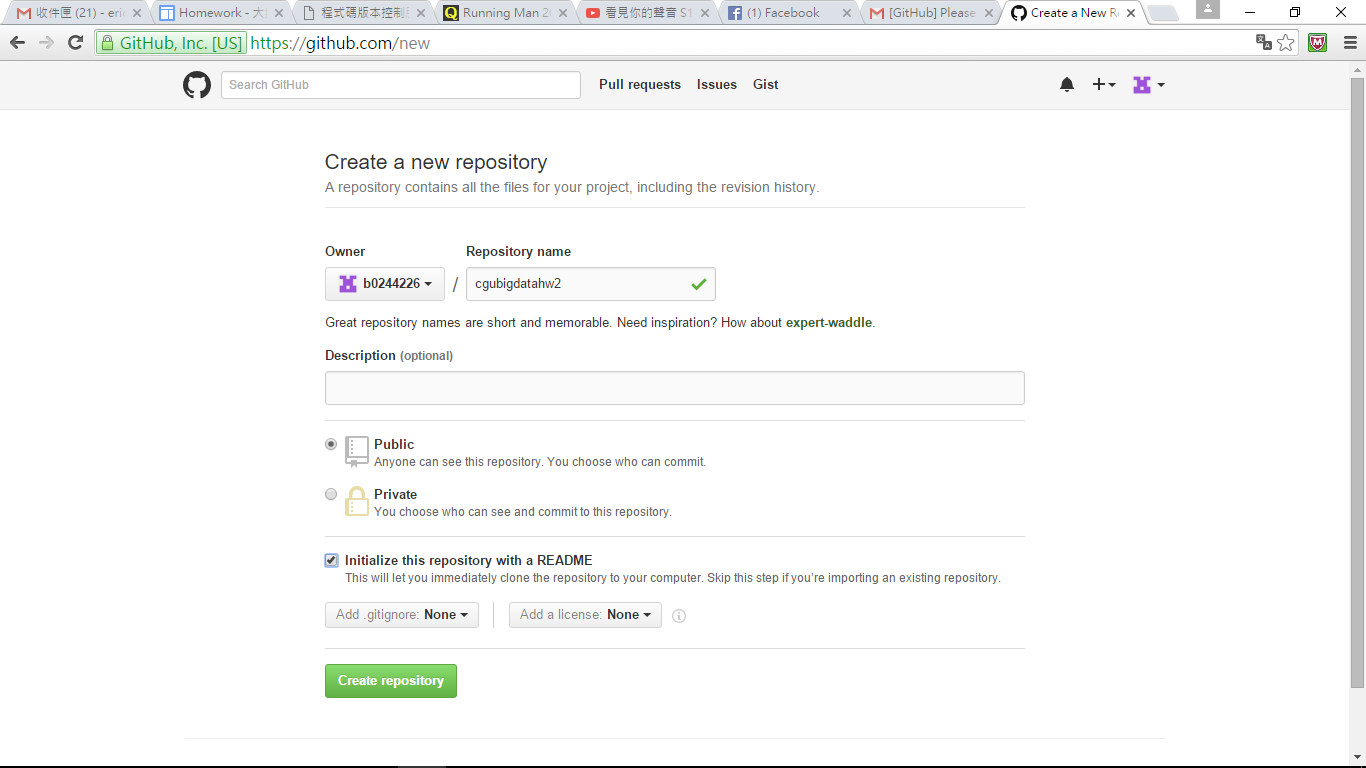 收件匣 (21) - eric
Homework - 大
程式碼版本控制
Running Man 20
看見你的聲音 S1
(1) Facebook
[GitHub] Please
Create a New Re
GitHub, Inc. [US] https://github.com/new
Search GitHub
Pull requests Issues Gist
Create a new repository
A repository contains all the files for your project, including the revision history.
Owner Repository name
b0244226 / cgubigdatahw2
Great repository names are short and memorable. Need inspiration? How about expert-waddle.
Description (optional)
Public
Anyone can see this repository. You choose who can commit.
Private
You choose who can see and commit to this repository.
Initialize this repository with a README
This will let you immediately clone the repository to your computer. Skip this step if you’re importing an existing repository.
Add .gitignore: None Add a license: None
Create repository